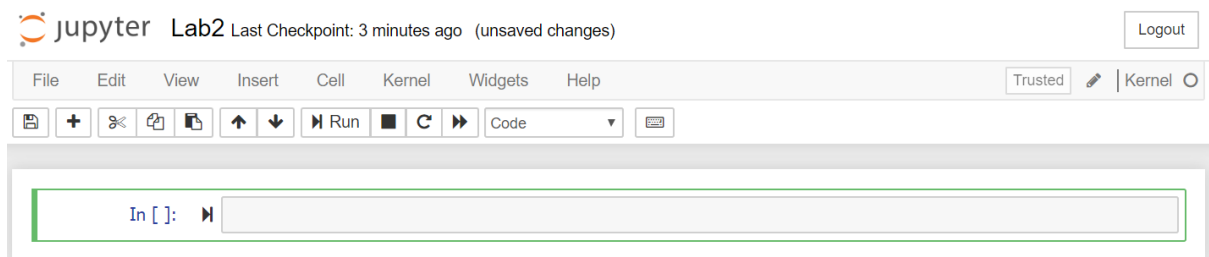 jupyter Lab2 Last Checkpoint: 3 minutes ago (unsaved changes) Logout
File Edit View Insert Cell Kernel Widgets Help Trusted Kernel
Run Code
In [ ]: